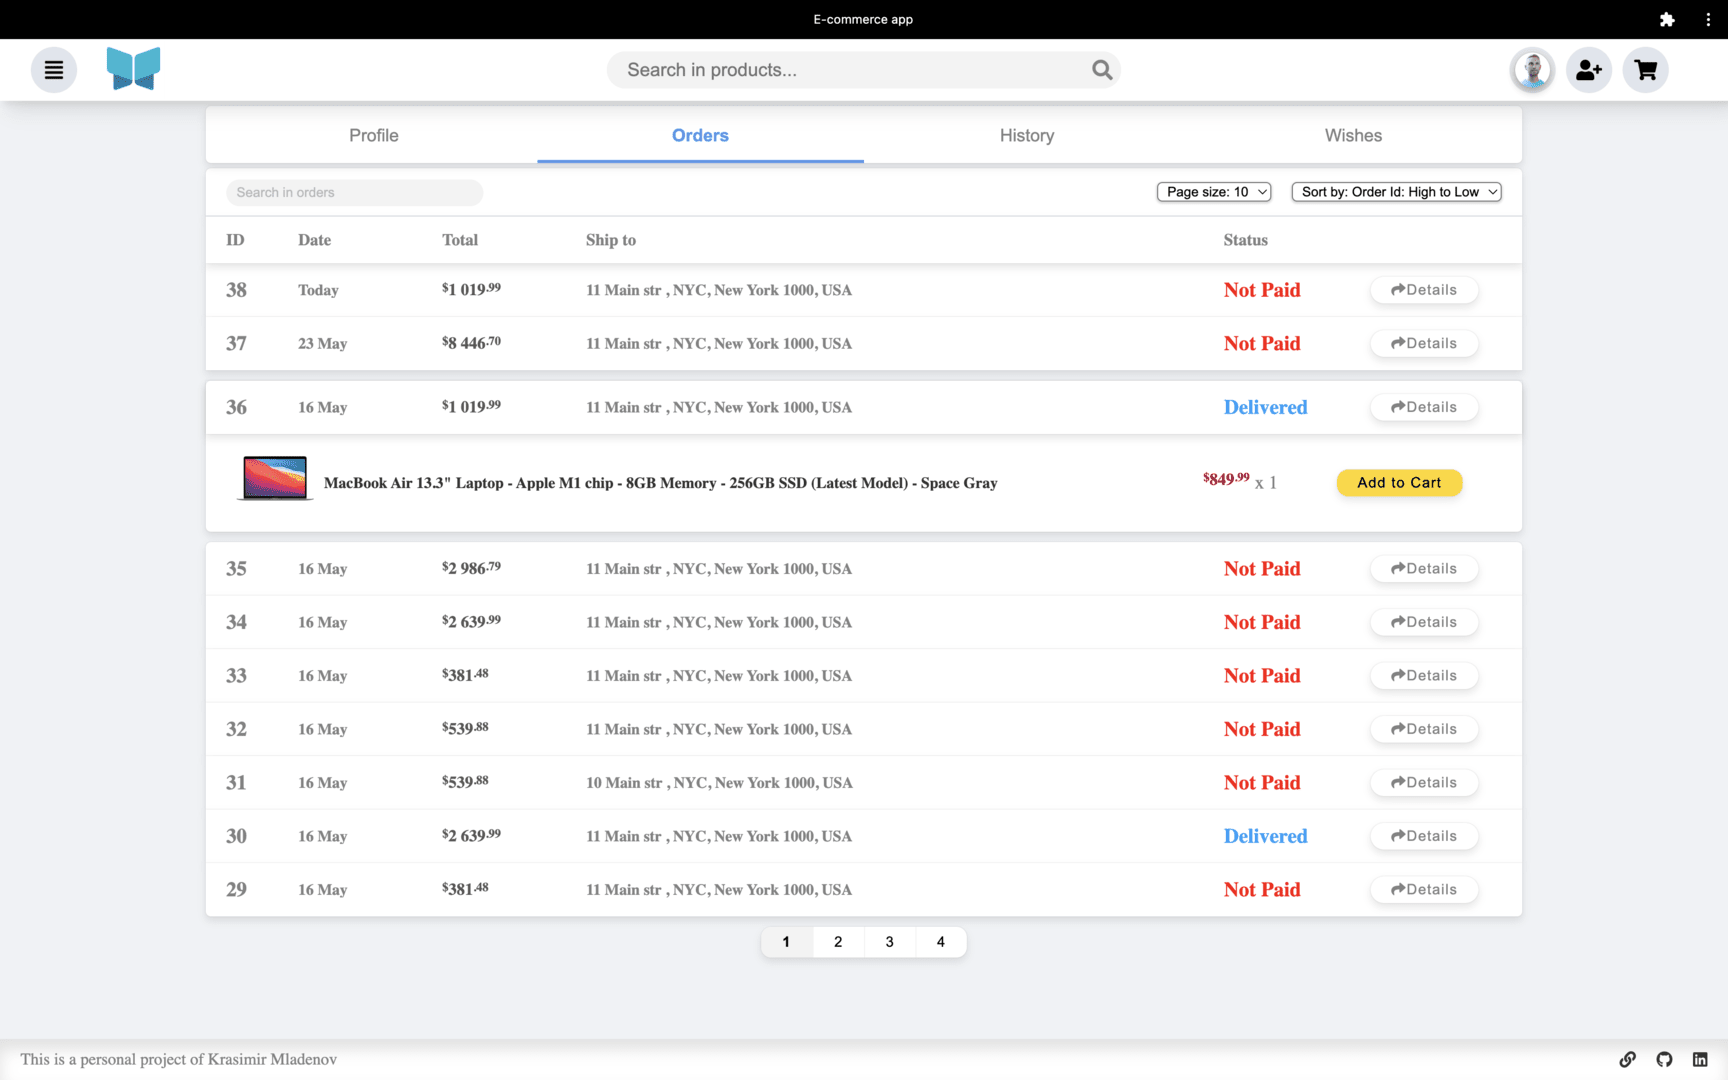 E-commerce app
Search in products...
Profile Orders History Wishes
Search in orders Page size: 10 Sort by: Order Id: High to Low
ID Date Total Ship to Status
38 Today $1 019.99 11 Main str , NYC, New York 1000, USA Not Paid Details
37 23 May $8 446.70 11 Main str , NYC, New York 1000, USA Not Paid Details
36 16 May $1 019.99 11 Main str , NYC, New York 1000, USA Delivered Details
MacBook Air 13.3" Laptop - Apple M1 chip - 8GB Memory - 256GB SSD (Latest Model) - Space Gray $849.99 x 1 Add to Cart
35 16 May $2 986.79 11 Main str , NYC, New York 1000, USA Not Paid Details
34 16 May $2 639.99 11 Main str , NYC, New York 1000, USA Not Paid Details
33 16 May $381.48 11 Main str , NYC, New York 1000, USA Not Paid Details
32 16 May $539.88 11 Main str , NYC, New York 1000, USA Not Paid Details
31 16 May $539.88 10 Main str , NYC, New York 1000, USA Not Paid Details
30 16 May $2 639.99 11 Main str , NYC, New York 1000, USA Delivered Details
29 16 May $381.48 11 Main str , NYC, New York 1000, USA Not Paid Details
1 2 3 4
This is a personal project of Krasimir Mladenov